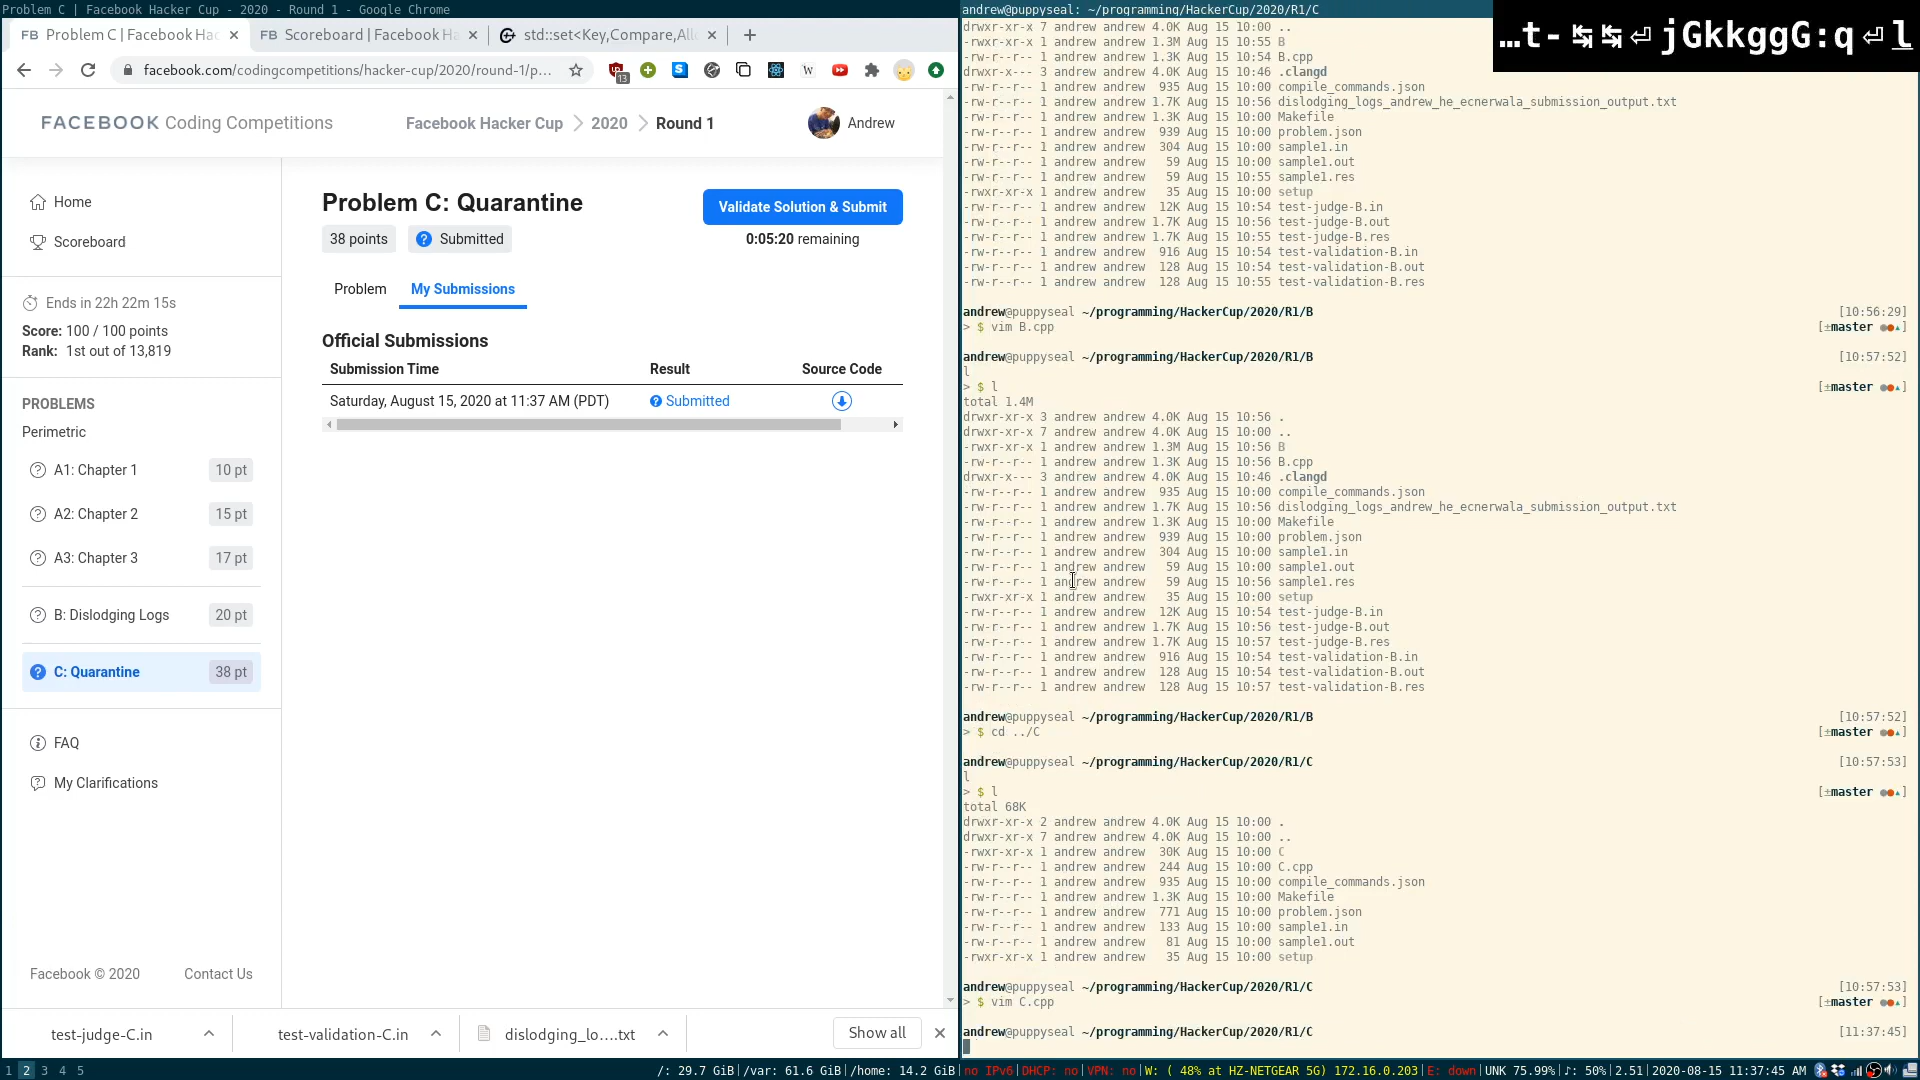 Problem C | Facebook Hacker Cup - 2020 - Round 1 - Google Chrome
FB Problem C | Facebook Hac
FB Scoreboard | Facebook Ha
std::set<Key,Compare,Allo
facebook.com/codingcompetitions/hacker-cup/2020/round-1/p...
13
FACEBOOK Coding Competitions
Facebook Hacker Cup
2020
Round 1
Andrew
Home
Scoreboard
Ends in 22h 22m 15s
Score: 100 / 100 points
Rank: 1st out of 13,819
PROBLEMS
Perimetric
A1: Chapter 1 10 pt
A2: Chapter 2 15 pt
A3: Chapter 3 17 pt
B: Dislodging Logs 20 pt
C: Quarantine 38 pt
FAQ
My Clarifications
Facebook © 2020 Contact Us
Problem C: Quarantine
Validate Solution & Submit
38 points
Submitted
0:05:20 remaining
Problem My Submissions
Official Submissions
Submission Time Result Source Code
Saturday, August 15, 2020 at 11:37 AM (PDT) Submitted
test-judge-C.in
test-validation-C.in
dislodging_lo....txt
Show all
andrew@puppyseal: ~/programming/HackerCup/2020/R1/C
…t- ↹↹⏎ jGkkggG:q⏎l
drwxr-xr-x 7 andrew andrew 4.0K Aug 15 10:00 ..
-rwxr-xr-x 1 andrew andrew 1.3M Aug 15 10:55 B
-rw-r--r-- 1 andrew andrew 1.3K Aug 15 10:54 B.cpp
drwxr-x--- 3 andrew andrew 4.0K Aug 15 10:46 .clangd
-rw-r--r-- 1 andrew andrew 935 Aug 15 10:00 compile_commands.json
-rw-r--r-- 1 andrew andrew 1.7K Aug 15 10:56 dislodging_logs_andrew_he_ecnerwala_submission_output.txt
-rw-r--r-- 1 andrew andrew 1.3K Aug 15 10:00 Makefile
-rw-r--r-- 1 andrew andrew 939 Aug 15 10:00 problem.json
-rw-r--r-- 1 andrew andrew 304 Aug 15 10:00 sample1.in
-rw-r--r-- 1 andrew andrew 59 Aug 15 10:00 sample1.out
-rw-r--r-- 1 andrew andrew 59 Aug 15 10:55 sample1.res
-rwxr-xr-x 1 andrew andrew 35 Aug 15 10:00 setup
-rw-r--r-- 1 andrew andrew 12K Aug 15 10:54 test-judge-B.in
-rw-r--r-- 1 andrew andrew 1.7K Aug 15 10:56 test-judge-B.out
-rw-r--r-- 1 andrew andrew 1.7K Aug 15 10:55 test-judge-B.res
-rw-r--r-- 1 andrew andrew 916 Aug 15 10:54 test-validation-B.in
-rw-r--r-- 1 andrew andrew 128 Aug 15 10:54 test-validation-B.out
-rw-r--r-- 1 andrew andrew 128 Aug 15 10:55 test-validation-B.res
andrew@puppyseal ~/programming/HackerCup/2020/R1/B [10:56:29]
> $ vim B.cpp [±master ●●▴]
andrew@puppyseal ~/programming/HackerCup/2020/R1/B [10:57:52]
l
> $ l [±master ●●▴]
total 1.4M
drwxr-xr-x 3 andrew andrew 4.0K Aug 15 10:56 .
drwxr-xr-x 7 andrew andrew 4.0K Aug 15 10:00 ..
-rwxr-xr-x 1 andrew andrew 1.3M Aug 15 10:56 B
-rw-r--r-- 1 andrew andrew 1.3K Aug 15 10:56 B.cpp
drwxr-x--- 3 andrew andrew 4.0K Aug 15 10:46 .clangd
-rw-r--r-- 1 andrew andrew 935 Aug 15 10:00 compile_commands.json
-rw-r--r-- 1 andrew andrew 1.7K Aug 15 10:56 dislodging_logs_andrew_he_ecnerwala_submission_output.txt
-rw-r--r-- 1 andrew andrew 1.3K Aug 15 10:00 Makefile
-rw-r--r-- 1 andrew andrew 939 Aug 15 10:00 problem.json
-rw-r--r-- 1 andrew andrew 304 Aug 15 10:00 sample1.in
-rw-r--r-- 1 andrew andrew 59 Aug 15 10:00 sample1.out
-rw-r--r-- 1 andrew andrew 59 Aug 15 10:56 sample1.res
-rwxr-xr-x 1 andrew andrew 35 Aug 15 10:00 setup
-rw-r--r-- 1 andrew andrew 12K Aug 15 10:54 test-judge-B.in
-rw-r--r-- 1 andrew andrew 1.7K Aug 15 10:56 test-judge-B.out
-rw-r--r-- 1 andrew andrew 1.7K Aug 15 10:57 test-judge-B.res
-rw-r--r-- 1 andrew andrew 916 Aug 15 10:54 test-validation-B.in
-rw-r--r-- 1 andrew andrew 128 Aug 15 10:54 test-validation-B.out
-rw-r--r-- 1 andrew andrew 128 Aug 15 10:57 test-validation-B.res
andrew@puppyseal ~/programming/HackerCup/2020/R1/B [10:57:52]
> $ cd ../C [±master ●●▴]
andrew@puppyseal ~/programming/HackerCup/2020/R1/C [10:57:53]
l
> $ l [±master ●●▴]
total 68K
drwxr-xr-x 2 andrew andrew 4.0K Aug 15 10:00 .
drwxr-xr-x 7 andrew andrew 4.0K Aug 15 10:00 ..
-rwxr-xr-x 1 andrew andrew 30K Aug 15 10:00 C
-rw-r--r-- 1 andrew andrew 244 Aug 15 10:00 C.cpp
-rw-r--r-- 1 andrew andrew 935 Aug 15 10:00 compile_commands.json
-rw-r--r-- 1 andrew andrew 1.3K Aug 15 10:00 Makefile
-rw-r--r-- 1 andrew andrew 771 Aug 15 10:00 problem.json
-rw-r--r-- 1 andrew andrew 133 Aug 15 10:00 sample1.in
-rw-r--r-- 1 andrew andrew 81 Aug 15 10:00 sample1.out
-rwxr-xr-x 1 andrew andrew 35 Aug 15 10:00 setup
andrew@puppyseal ~/programming/HackerCup/2020/R1/C [10:57:53]
> $ vim C.cpp [±master ●●▴]
andrew@puppyseal ~/programming/HackerCup/2020/R1/C [11:37:45]
1 2 3 4 5
/: 29.7 GiB|/var: 61.6 GiB|/home: 14.2 GiB|no IPv6|DHCP: no|VPN: no|W: ( 48% at HZ-NETGEAR 5G) 172.16.0.203|E: down|UNK 75.99%|♪: 50%|2.51|2020-08-15 11:37:45 AM